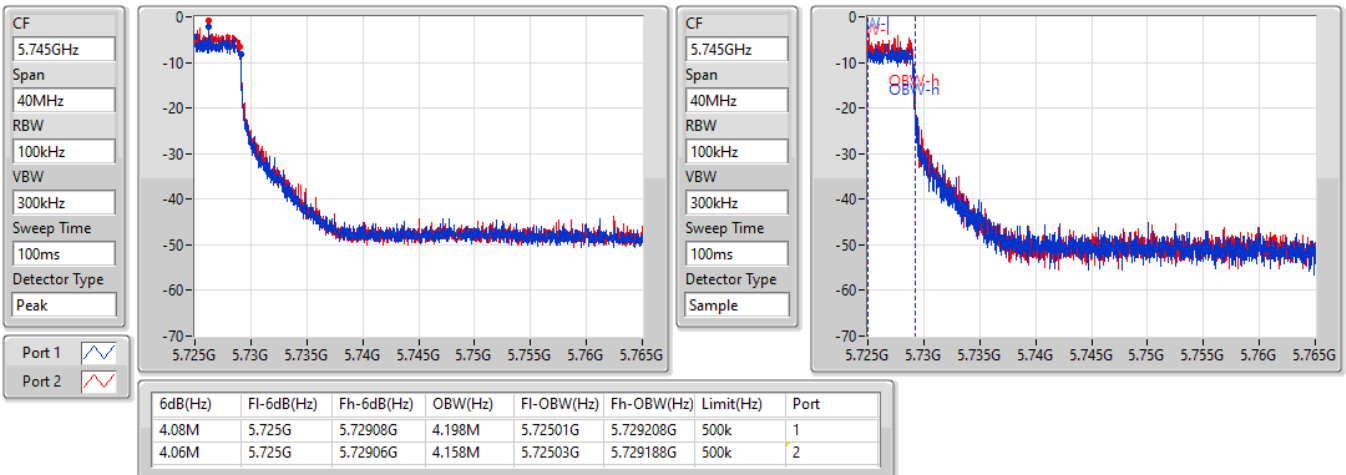 CF
5.745GHz
Span
40MHz
RBW
100kHz
VBW
300kHz
Sweep Time
100ms
Detector Type
Peak
Port 1
Port 2
0
-10
-20
-30
-40
-50
-60
-70
5.725G 5.73G 5.735G 5.74G 5.745G 5.75G 5.755G 5.76G 5.765G
CF
5.745GHz
Span
40MHz
RBW
100kHz
VBW
300kHz
Sweep Time
100ms
Detector Type
Sample
0
-10
-20
-30
-40
-50
-60
-70
W-l
OBW-h
OBW-h
5.725G 5.73G 5.735G 5.74G 5.745G 5.75G 5.755G 5.76G 5.765G
6dB(Hz) Fl-6dB(Hz) Fh-6dB(Hz) OBW(Hz) Fl-OBW(Hz) Fh-OBW(Hz) Limit(Hz) Port
4.08M 5.725G 5.72908G 4.198M 5.72501G 5.729208G 500k 1
4.06M 5.725G 5.72906G 4.158M 5.72503G 5.729188G 500k 2